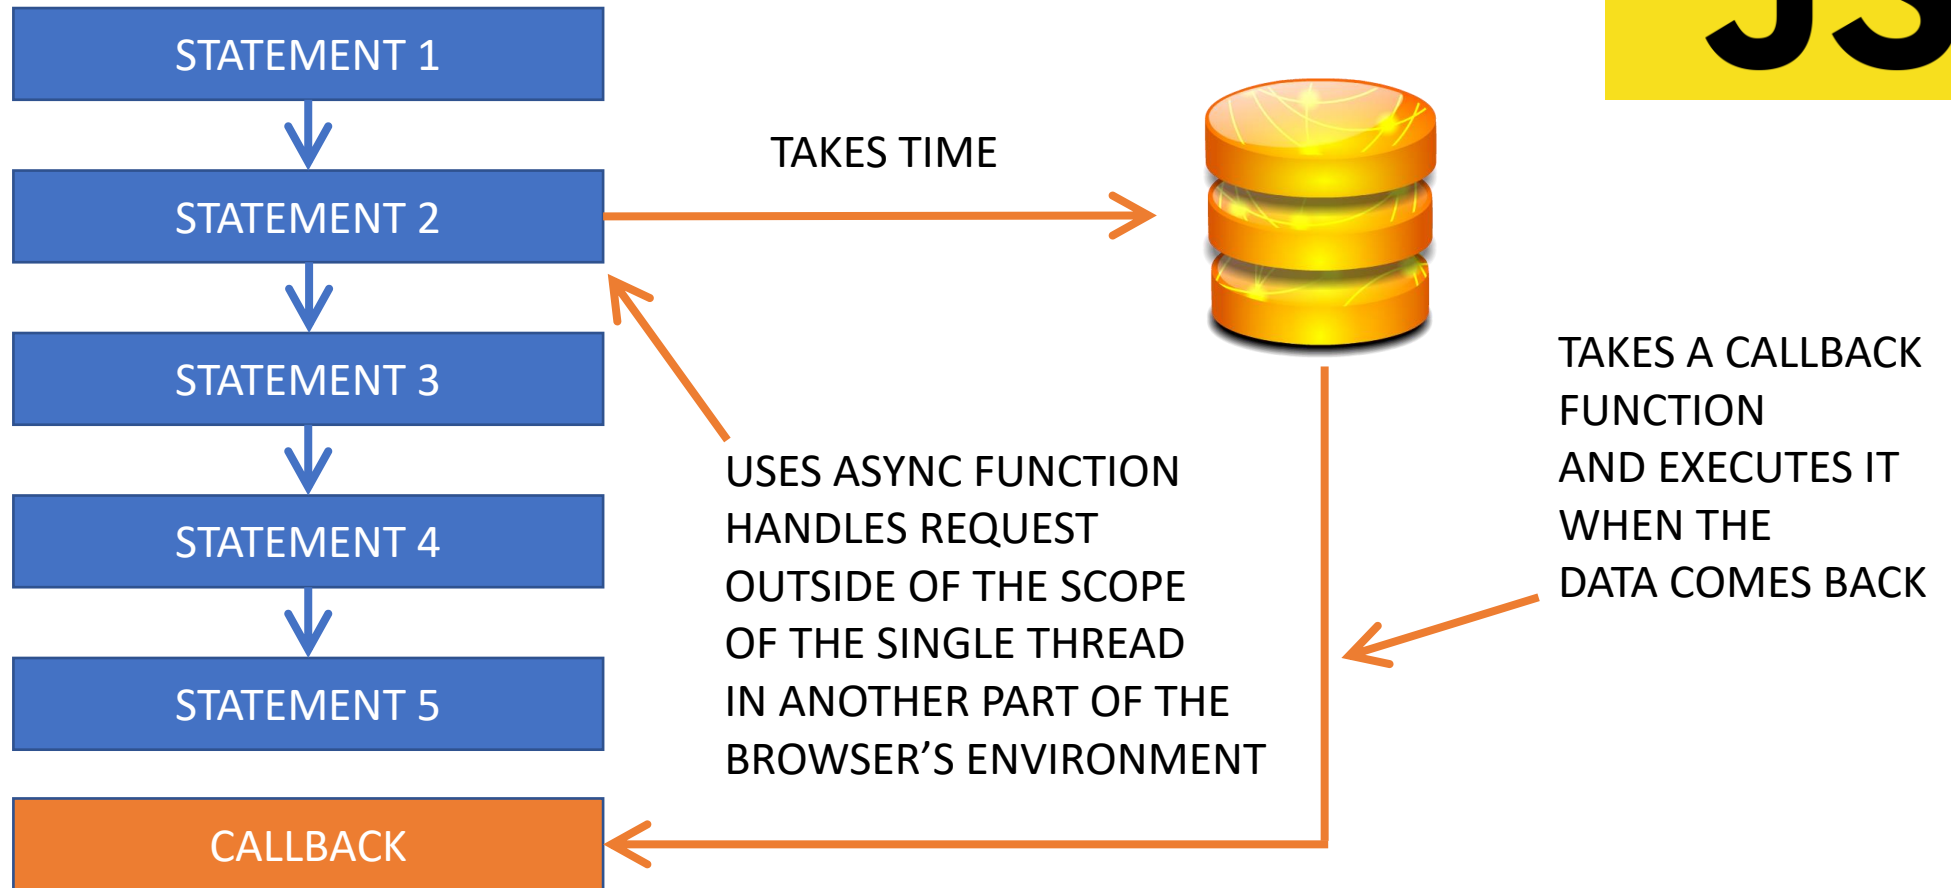 JS
STATEMENT 1
TAKES TIME
STATEMENT 2
STATEMENT 3
STATEMENT 4
STATEMENT 5
CALLBACK
USES ASYNC FUNCTION
HANDLES REQUEST
OUTSIDE OF THE SCOPE
OF THE SINGLE THREAD
IN ANOTHER PART OF THE
BROWSER’S ENVIRONMENT
TAKES A CALLBACK
FUNCTION
AND EXECUTES IT
WHEN THE
DATA COMES BACK